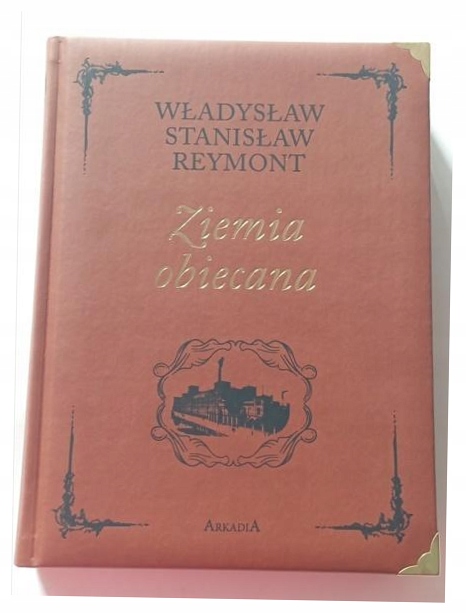 WŁADYSŁAW
STANISŁAW
REYMONT
Ziemia
obiecana
ARKADIA